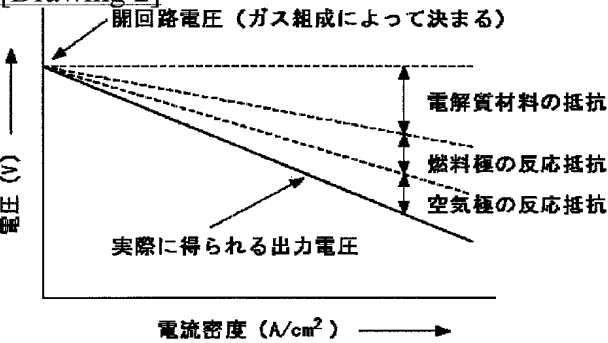 [Drawing 2]
開回路電圧（ガス組成によって決まる）
電解質材料の抵抗
燃料極の反応抵抗
空気極の反応抵抗
電圧（V）
実際に得られる出力電圧
電流密度（A/cm²）